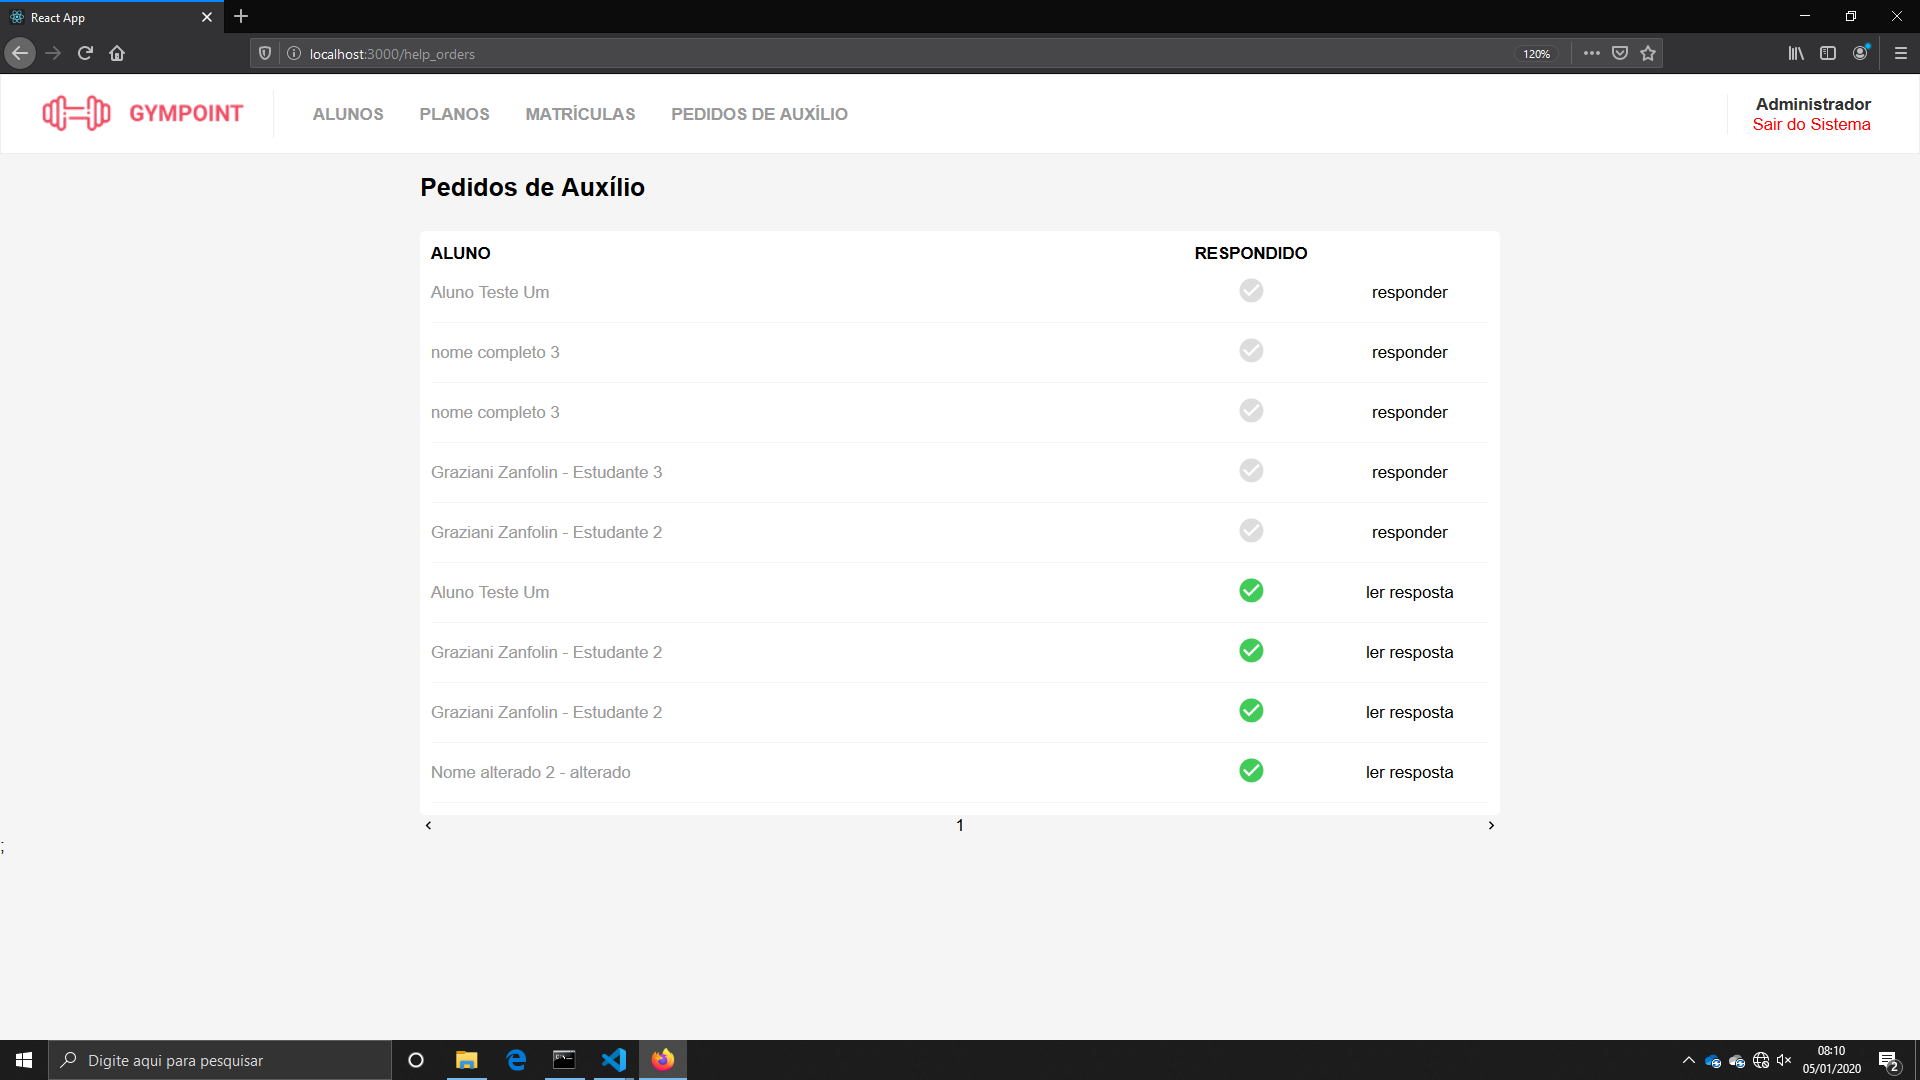 React App
localhost:3000/help_orders
120%
GYMPOINT
ALUNOS
PLANOS
MATRÍCULAS
PEDIDOS DE AUXÍLIO
Administrador
Sair do Sistema
Pedidos de Auxílio
ALUNO RESPONDIDO
Aluno Teste Um responder
nome completo 3 responder
nome completo 3 responder
Graziani Zanfolin - Estudante 3 responder
Graziani Zanfolin - Estudante 2 responder
Aluno Teste Um ler resposta
Graziani Zanfolin - Estudante 2 ler resposta
Graziani Zanfolin - Estudante 2 ler resposta
Nome alterado 2 - alterado ler resposta
1
;
Digite aqui para pesquisar
08:10
05/01/2020
2